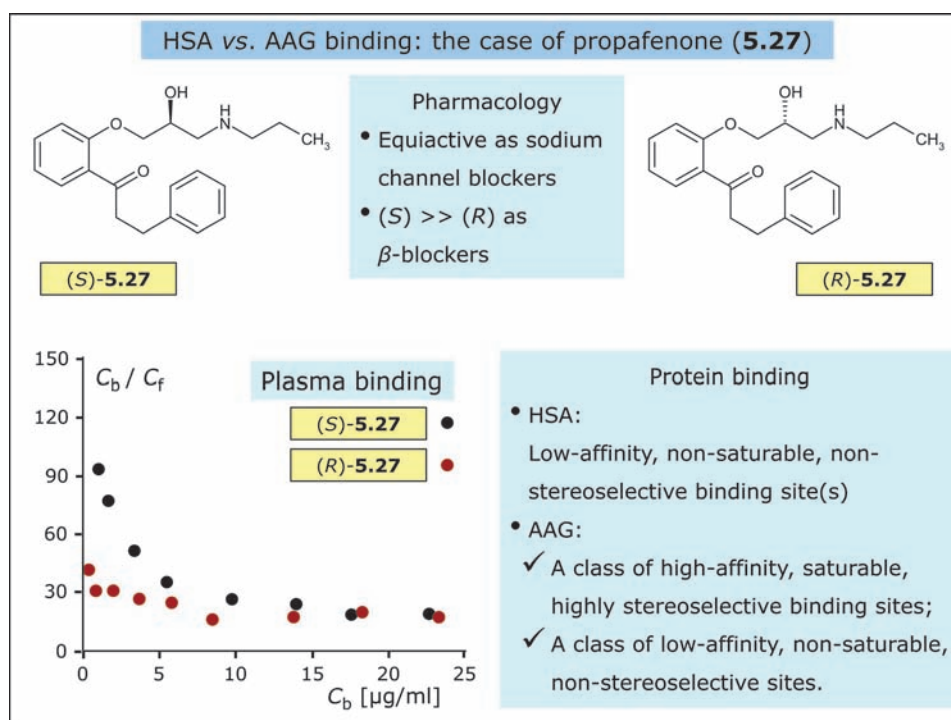 HSA vs. AAG binding: the case of propafenone (5.27)
OH
H
N
O
CH3
O
(S)-5.27
Pharmacology
• Equiactive as sodium
channel blockers
• (S) >> (R) as
β-blockers
OH
H
N
O
CH3
O
(R)-5.27
150
120
90
60
30
0
Cb / Cf
Plasma binding
(S)-5.27
(R)-5.27
0 5 10 15 20 25
Cb [µg/ml]
Protein binding
• HSA:
Low-affinity, non-saturable, non-
stereoselective binding site(s)
• AAG:
✓ A class of high-affinity, saturable,
highly stereoselective binding sites;
✓ A class of low-affinity, non-saturable,
non-stereoselective sites.